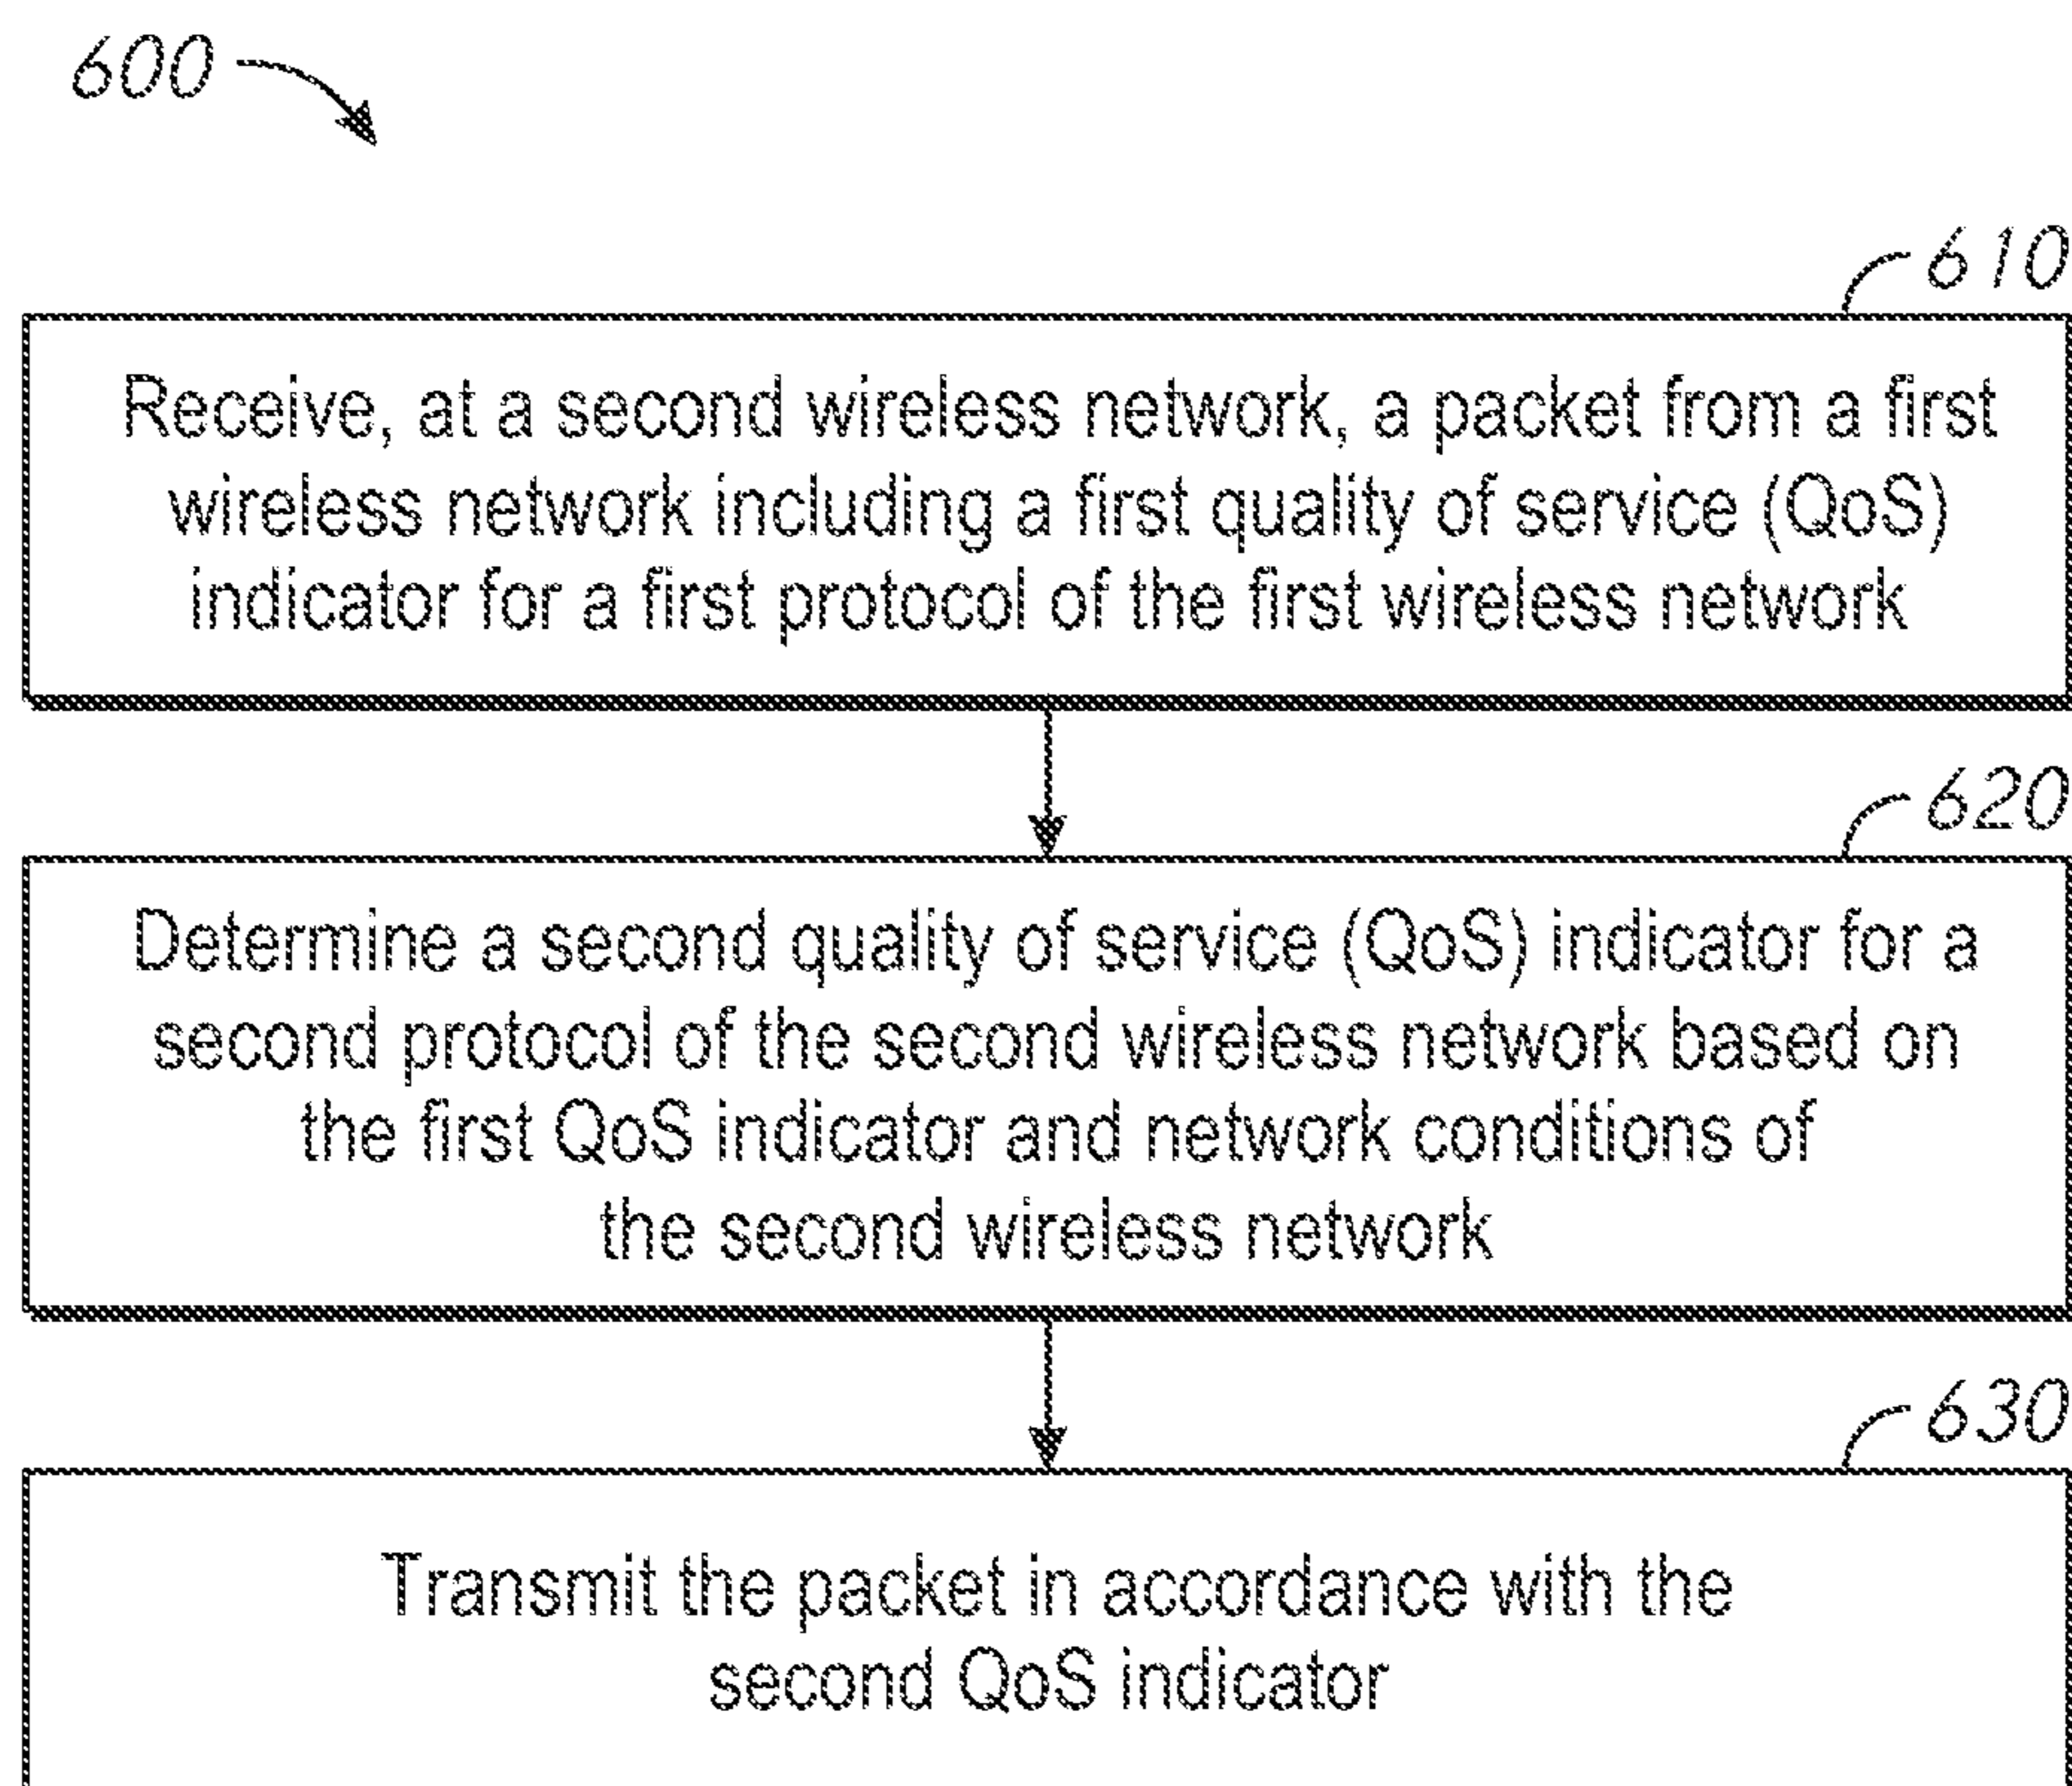 600
610
Receive, at a second wireless network, a packet from a first
wireless network including a first quality of service (QoS)
indicator for a first protocol of the first wireless network
620
Determine a second quality of service (QoS) indicator for a
second protocol of the second wireless network based on
the first QoS indicator and network conditions of
the second wireless network
630
Transmit the packet in accordance with the
second QoS indicator